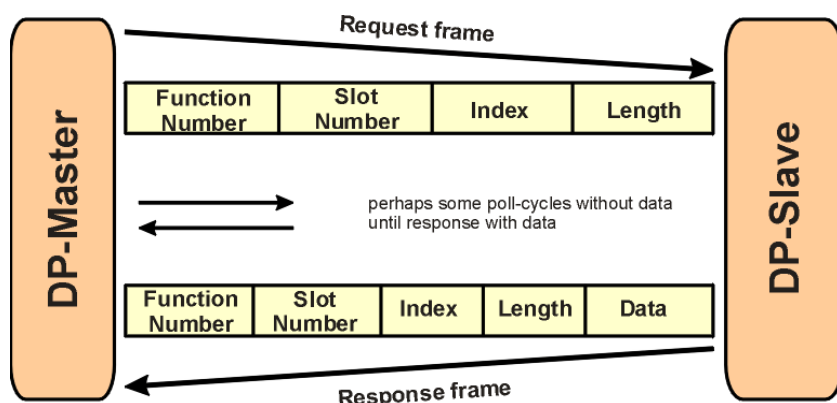 DP-Master
Request frame
DP-Slave
Function Number
Slot Number
Index
Length
perhaps some poll-cycles without data
until response with data
Function Number
Slot Number
Index
Length
Data
Response frame